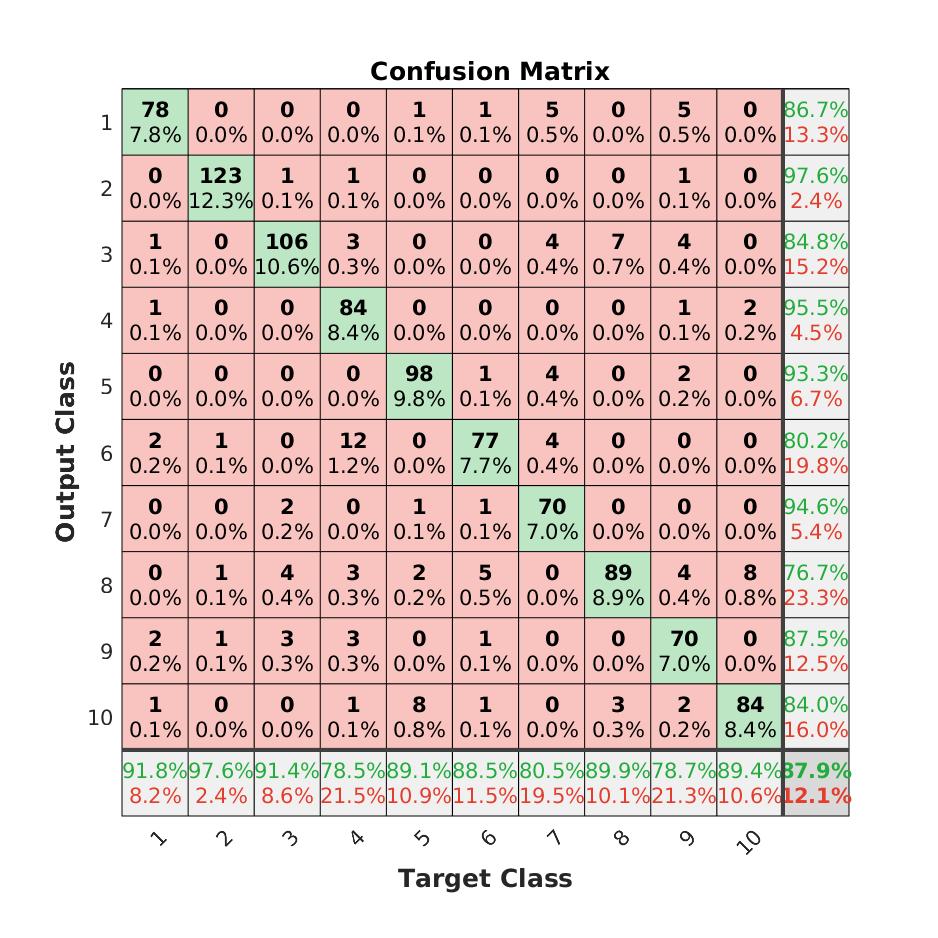 Confusion Matrix
78 0 0 0 1 1 5 0 5 0 86.7%
1
7.8% 0.0% 0.0% 0.0% 0.1% 0.1% 0.5% 0.0% 0.5% 0.0% 13.3%
0 123 1 1 0 0 0 0 1 0 97.6%
2
0.0% 12.3% 0.1% 0.1% 0.0% 0.0% 0.0% 0.0% 0.1% 0.0% 2.4%
1 0 106 3 0 0 4 7 4 0 84.8%
3
0.1% 0.0% 10.6% 0.3% 0.0% 0.0% 0.4% 0.7% 0.4% 0.0% 15.2%
1 0 0 84 0 0 0 0 1 2 95.5%
4
0.1% 0.0% 0.0% 8.4% 0.0% 0.0% 0.0% 0.0% 0.1% 0.2% 4.5%
0 0 0 0 98 1 4 0 2 0 93.3%
5
0.0% 0.0% 0.0% 0.0% 9.8% 0.1% 0.4% 0.0% 0.2% 0.0% 6.7%
2 1 0 12 0 77 4 0 0 0 80.2%
6
0.2% 0.1% 0.0% 1.2% 0.0% 7.7% 0.4% 0.0% 0.0% 0.0% 19.8%
0 0 2 0 1 1 70 0 0 0 94.6%
7
0.0% 0.0% 0.2% 0.0% 0.1% 0.1% 7.0% 0.0% 0.0% 0.0% 5.4%
0 1 4 3 2 5 0 89 4 8 76.7%
8
0.0% 0.1% 0.4% 0.3% 0.2% 0.5% 0.0% 8.9% 0.4% 0.8% 23.3%
2 1 3 3 0 1 0 0 70 0 87.5%
9
0.2% 0.1% 0.3% 0.3% 0.0% 0.1% 0.0% 0.0% 7.0% 0.0% 12.5%
1 0 0 1 8 1 0 3 2 84 84.0%
10
0.1% 0.0% 0.0% 0.1% 0.8% 0.1% 0.0% 0.3% 0.2% 8.4% 16.0%
91.8% 97.6% 91.4% 78.5% 89.1% 88.5% 80.5% 89.9% 78.7% 89.4% 87.9%
8.2% 2.4% 8.6% 21.5% 10.9% 11.5% 19.5% 10.1% 21.3% 10.6% 12.1%
1 2 3 4 5 6 7 8 9 10
Target Class
Output Class